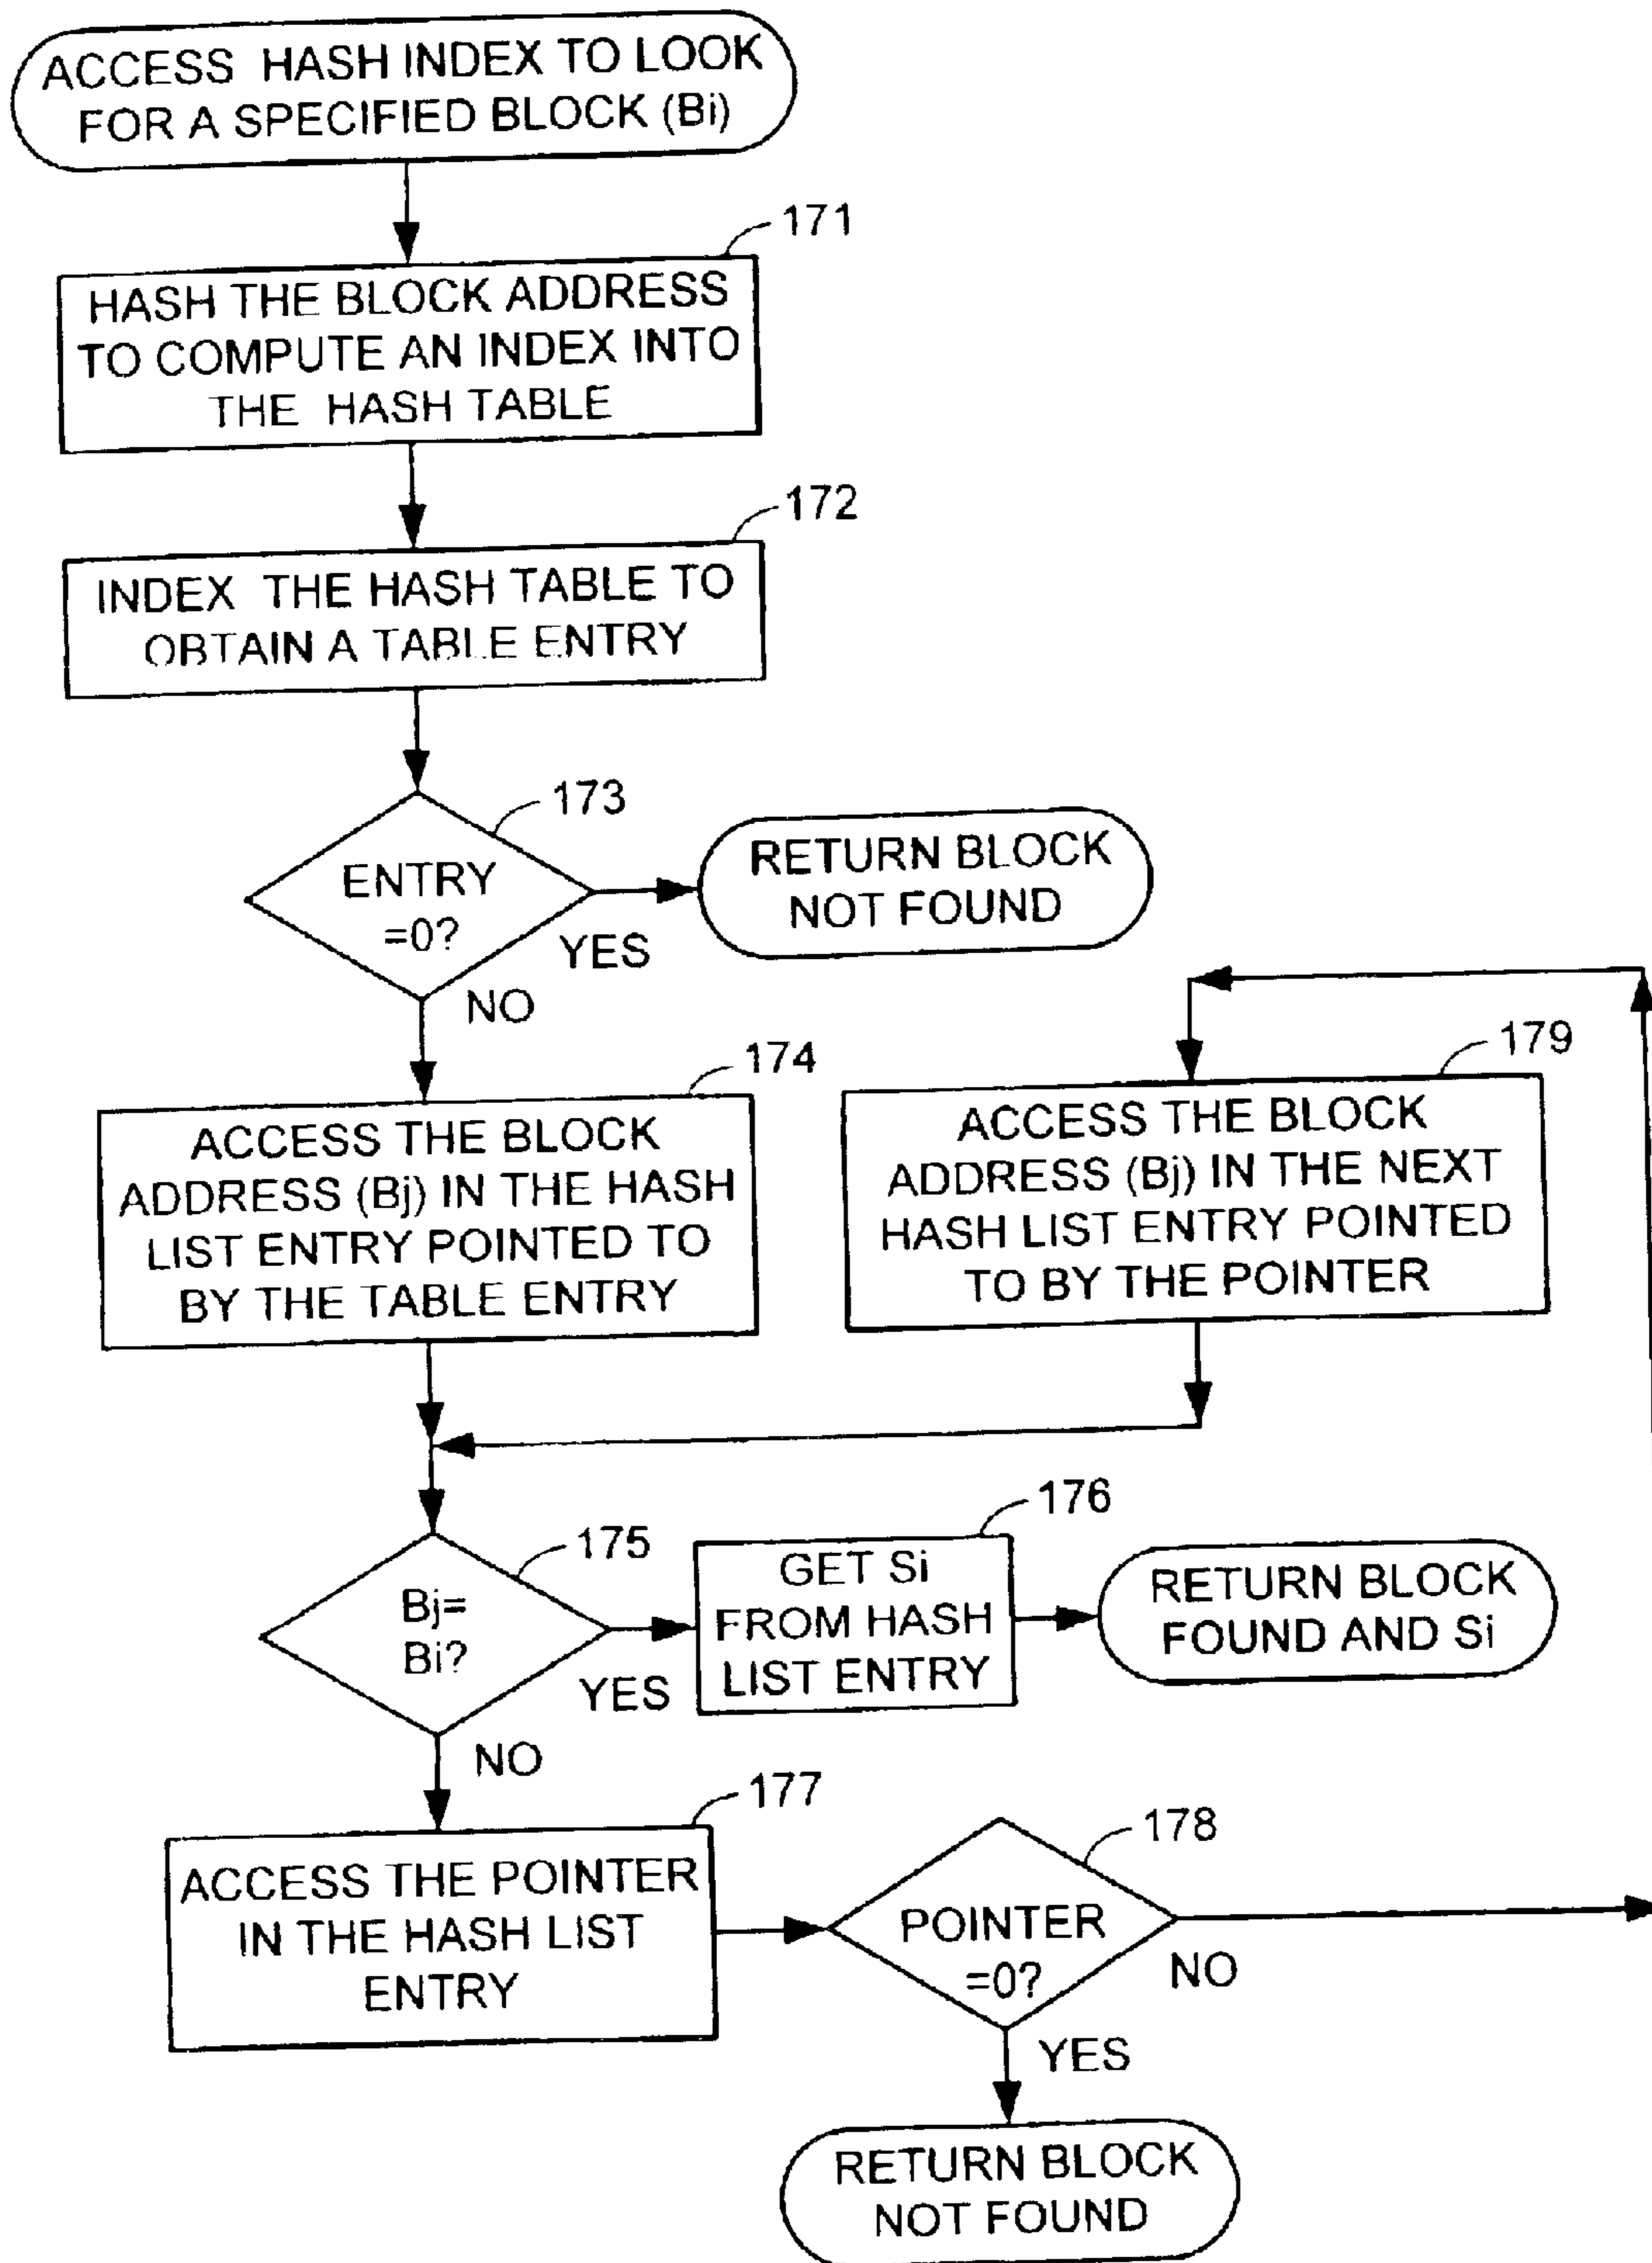 ACCESS HASH INDEX TO LOOK
FOR A SPECIFIED BLOCK (Bi)
171
HASH THE BLOCK ADDRESS
TO COMPUTE AN INDEX INTO
THE HASH TABLE
172
INDEX THE HASH TABLE TO
OBTAIN A TABLE ENTRY
173
ENTRY
=0?
YES
NO
RETURN BLOCK
NOT FOUND
174
ACCESS THE BLOCK
ADDRESS (Bj) IN THE HASH
LIST ENTRY POINTED TO
BY THE TABLE ENTRY
179
ACCESS THE BLOCK
ADDRESS (Bj) IN THE NEXT
HASH LIST ENTRY POINTED
TO BY THE POINTER
175
Bj=
Bi?
YES
NO
176
GET Si
FROM HASH
LIST ENTRY
RETURN BLOCK
FOUND AND Si
177
ACCESS THE POINTER
IN THE HASH LIST
ENTRY
178
POINTER
=0?
NO
YES
RETURN BLOCK
NOT FOUND